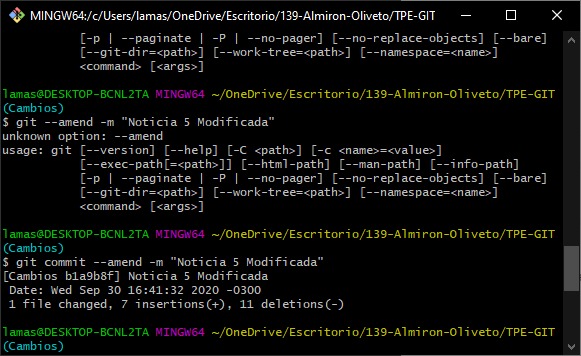 MINGW64:/c/Users/lamas/OneDrive/Escritorio/139-Almiron-Oliveto/TPE-GIT
[-p | --paginate | -P | --no-pager] [--no-replace-objects] [--bare]
[--git-dir=<path>] [--work-tree=<path>] [--namespace=<name>]
<command> [<args>]
lamas@DESKTOP-BCNL2TA MINGW64 ~/OneDrive/Escritorio/139-Almiron-Oliveto/TPE-GIT
(Cambios)
$ git --amend -m "Noticia 5 Modificada"
unknown option: --amend
usage: git [--version] [--help] [-C <path>] [-c <name>=<value>]
[--exec-path[=<path>]] [--html-path] [--man-path] [--info-path]
[-p | --paginate | -P | --no-pager] [--no-replace-objects] [--bare]
[--git-dir=<path>] [--work-tree=<path>] [--namespace=<name>]
<command> [<args>]
lamas@DESKTOP-BCNL2TA MINGW64 ~/OneDrive/Escritorio/139-Almiron-Oliveto/TPE-GIT
(Cambios)
$ git commit --amend -m "Noticia 5 Modificada"
[Cambios b1a9b8f] Noticia 5 Modificada
Date: Wed Sep 30 16:41:32 2020 -0300
1 file changed, 7 insertions(+), 11 deletions(-)
lamas@DESKTOP-BCNL2TA MINGW64 ~/OneDrive/Escritorio/139-Almiron-Oliveto/TPE-GIT
(Cambios)